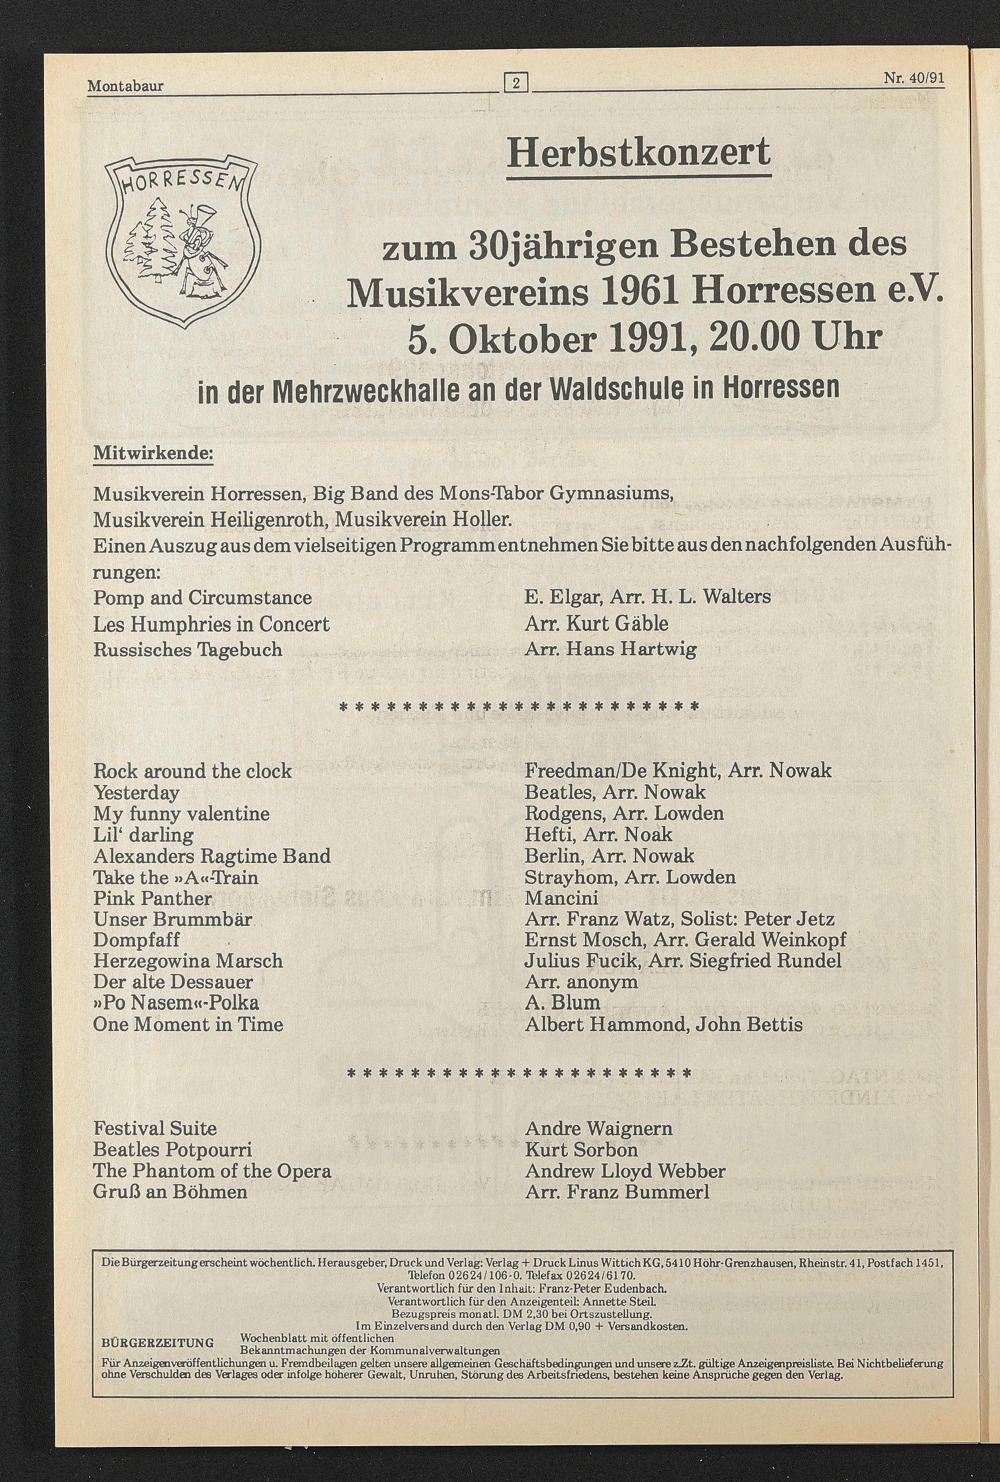 Montabaur
2
Nr. 40/91
HORRESSEN
Herbstkonzert
zum 30jährigen Bestehen des
Musikvereins 1961 Horressen e.V.
5. Oktober 1991, 20.00 Uhr
in der Mehrzweckhalle an der Waldschule in Horressen
Mitwirkende:
Musikverein Horressen, Big Band des Mons-Tabor Gymnasiums,
Musikverein Heiligenroth, Musikverein Holler.
Einen Auszug aus dem vielseitigen Programm entnehmen Sie bitte aus den nachfolgenden Ausfüh-
rungen:
Pomp and Circumstance E. Elgar, Arr. H. L. Walters
Les Humphries in Concert Arr. Kurt Gäble
Russisches Tagebuch Arr. Hans Hartwig
* * * * * * * * * * * * * * * * * * * * * * *
Rock around the clock Freedman/De Knight, Arr. Nowak
Yesterday Beatles, Arr. Nowak
My funny valentine Rodgens, Arr. Lowden
Lil‘ darling Hefti, Arr. Noak
Alexanders Ragtime Band Berlin, Arr. Nowak
Take the »A«-Train Strayhom, Arr. Lowden
Pink Panther Mancini
Unser Brummbär Arr. Franz Watz, Solist: Peter Jetz
Dompfaff Ernst Mosch, Arr. Gerald Weinkopf
Herzegowina Marsch Julius Fucik, Arr. Siegfried Rundel
Der alte Dessauer Arr. anonym
»Po Nasem«-Polka A. Blum
One Moment in Time Albert Hammond, John Bettis
* * * * * * * * * * * * * * * * * * * * * *
Festival Suite Andre Waignern
Beatles Potpourri Kurt Sorbon
The Phantom of the Opera Andrew Lloyd Webber
Gruß an Böhmen Arr. Franz Bummerl
Die Bürgerzeitung erscheint wöchentlich. Herausgeber, Druck und Verlag: Verlag + Druck Linus Wittich KG, 5410 Höhr-Grenzhausen, Rheinstr. 41, Postfach 1451,
Telefon 02624/106-0. Telefax 02624/6170.
Verantwortlich für den Inhalt: Franz-Peter Eudenbach.
Verantwortlich für den Anzeigenteil: Annette Steil.
Bezugspreis monatl. DM 2,30 bei Ortszustellung.
Im Einzelversand durch den Verlag DM 0,90 + Versandkosten.
BÜRGERZEITUNG Wochenblatt mit öffentlichen
Bekanntmachungen der Kommunalverwaltungen
Für Anzeigenveröffentlichungen u. Fremdbeilagen gelten unsere allgemeinen Geschäftsbedingungen und unsere z.Zt. gültige Anzeigenpreisliste. Bei Nichtbelieferung
ohne Verschulden des Verlages oder infolge höherer Gewalt, Unruhen, Störung des Arbeitsfriedens, bestehen keine Ansprüche gegen den Verlag.